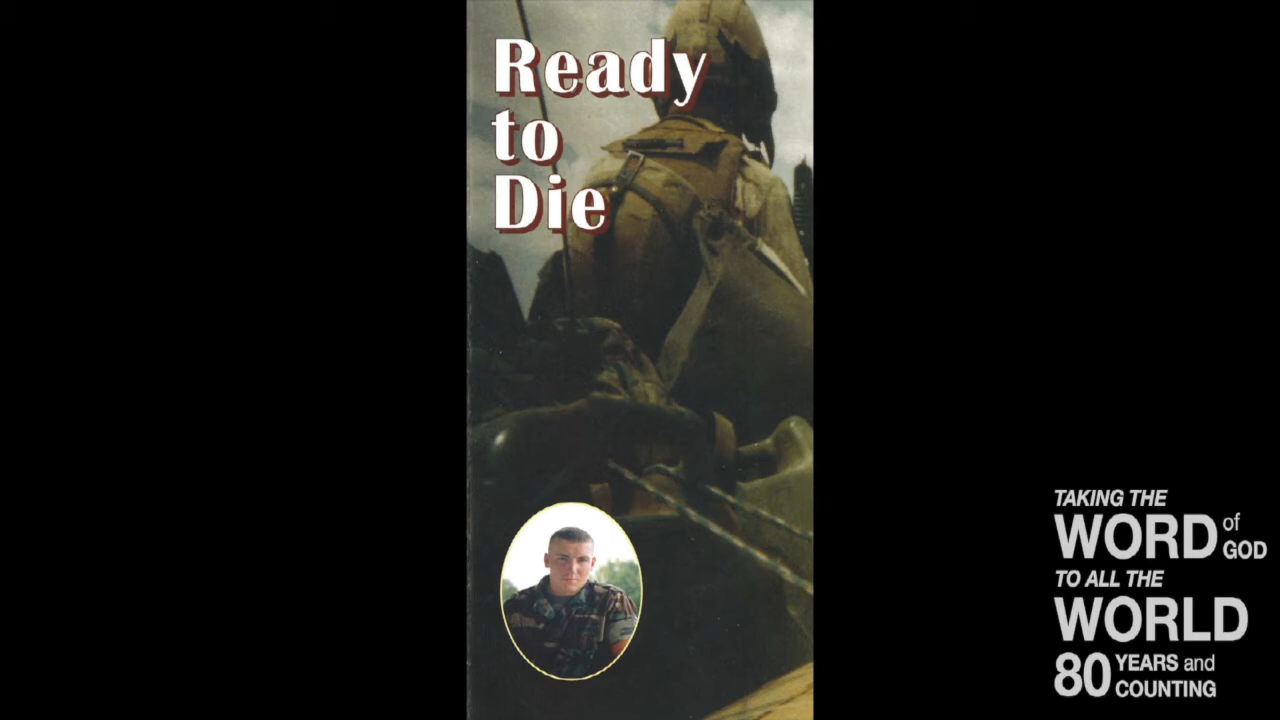 Ready
to
Die
TAKING THE
WORD of GOD
TO ALL THE
WORLD
80 YEARS and
COUNTING